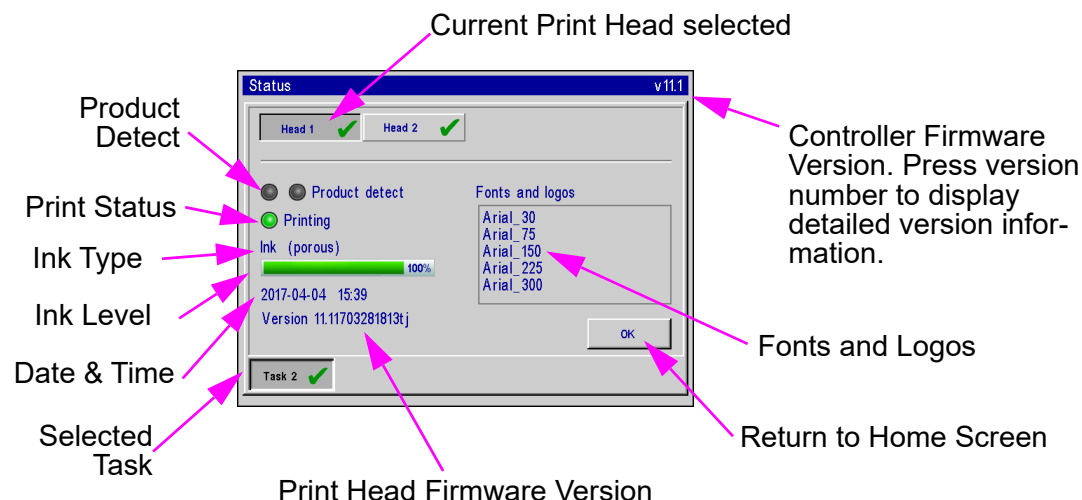 Current Print Head selected
Status
v11.1
Product
Detect
Head 1
Head 2
Controller Firmware
Version. Press version
number to display
detailed version infor-
mation.
Product detect
Fonts and logos
Print Status
Printing
Arial_30
Arial_75
Arial_150
Arial_225
Arial_300
Ink Type
Ink (porous)
100%
Ink Level
2017-04-04 15:39
Version 11.11703281813tj
OK
Fonts and Logos
Date & Time
Task 2
Selected
Task
Return to Home Screen
Print Head Firmware Version